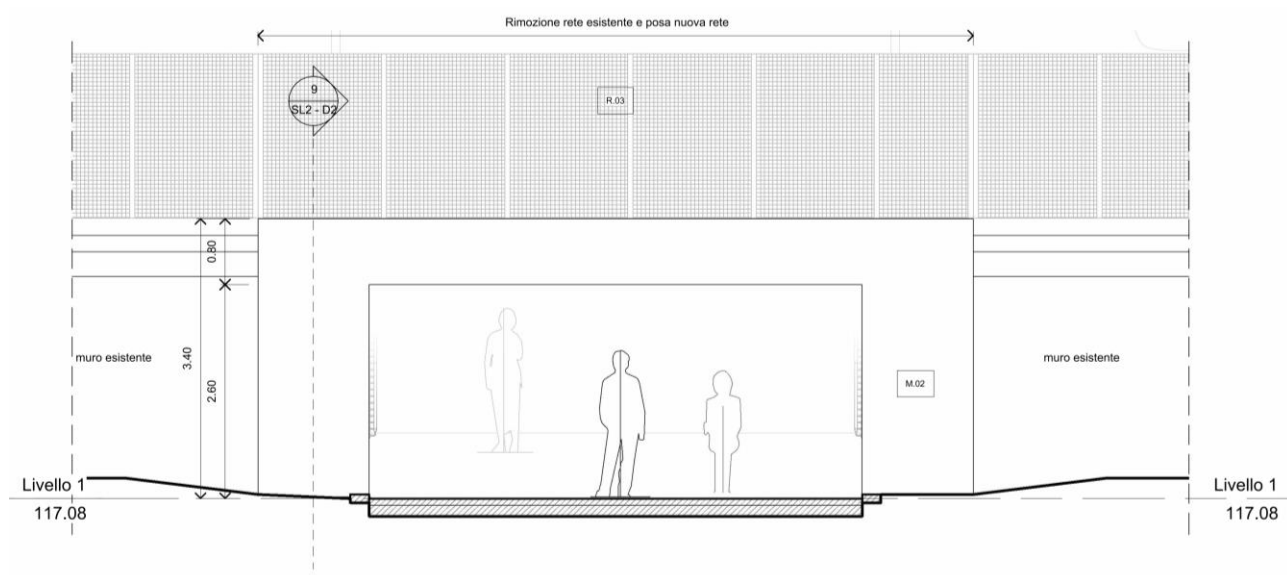 Rimozione rete esistente e posa nuova rete
9
SL2 - D2
R.03
0.80
muro esistente
3.40
2.60
muro esistente
M.02
Livello 1
117.08
Livello 1
117.08